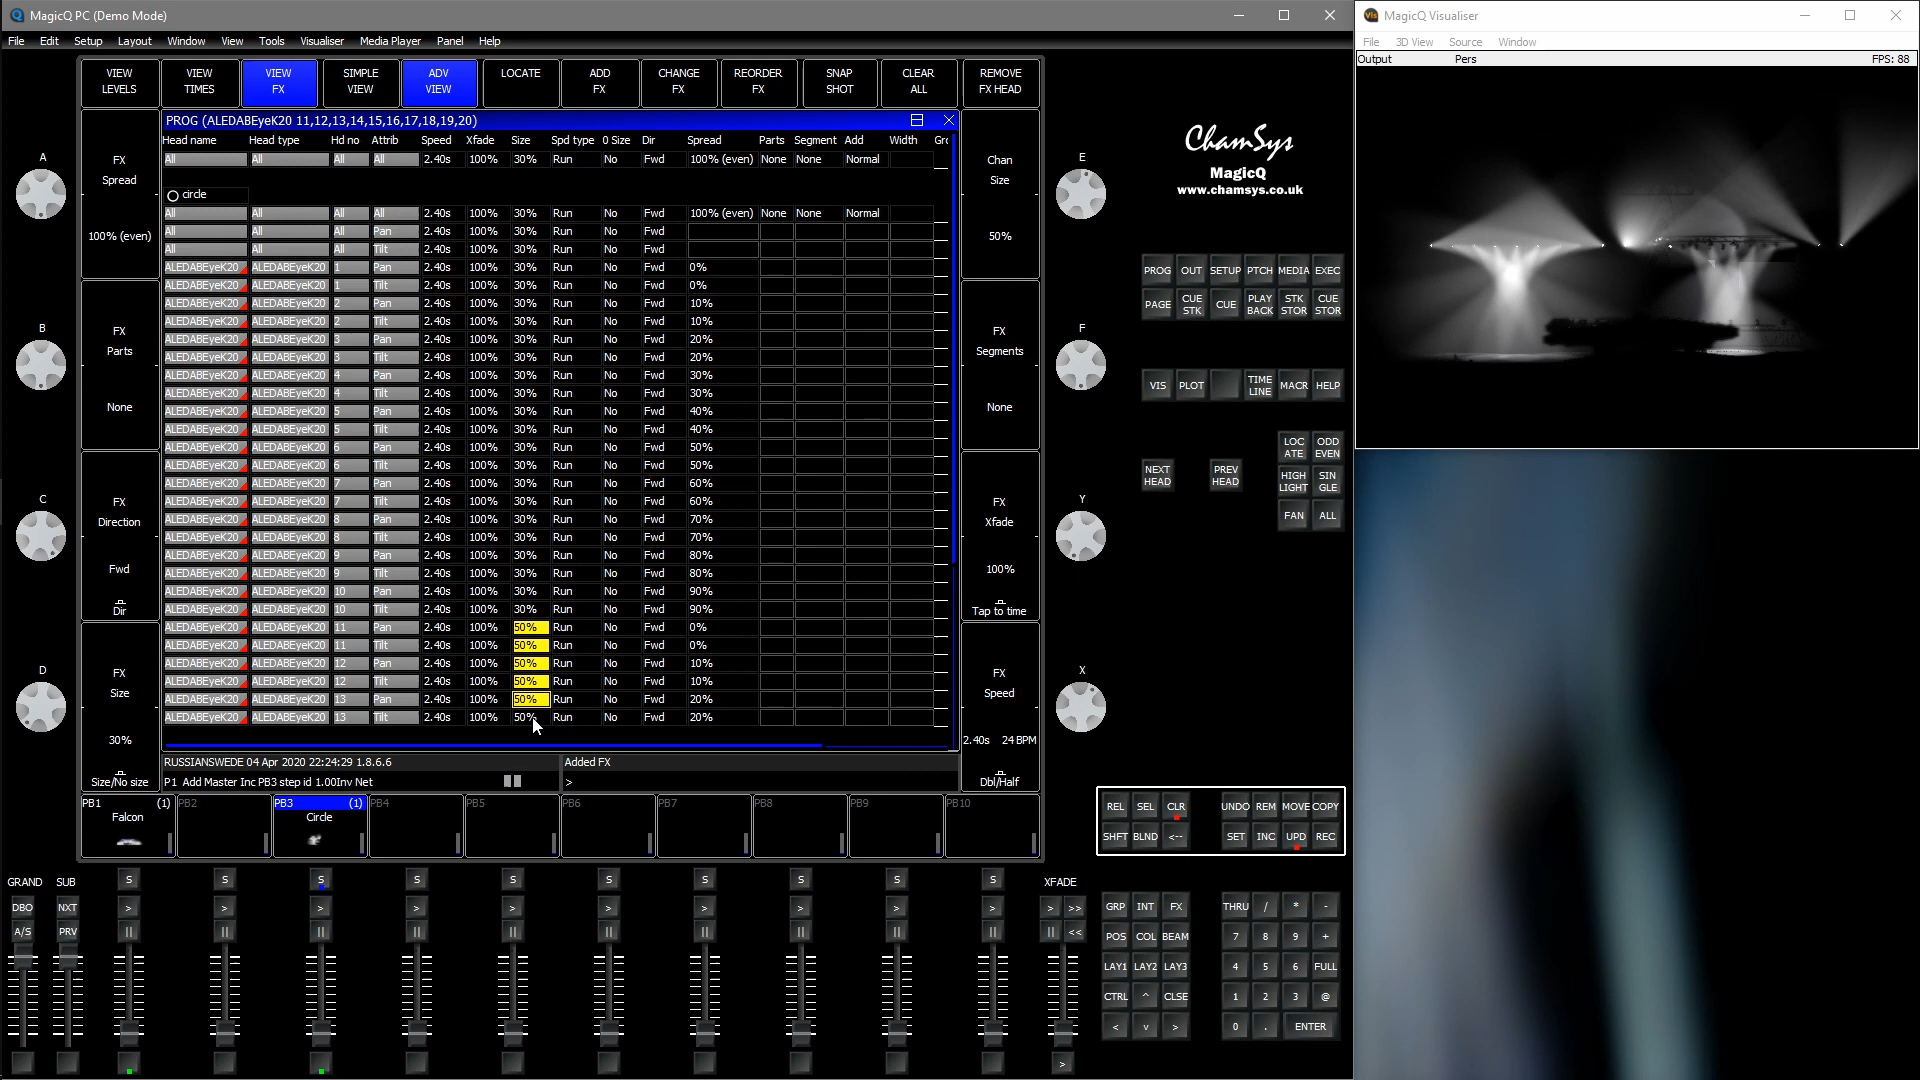 MagicQ PC (Demo Mode)
File Edit Setup Layout Window View Tools Visualiser Media Player Panel Help
VIEW LEVELS
VIEW TIMES
VIEW FX
SIMPLE VIEW
ADV VIEW
LOCATE
ADD FX
CHANGE FX
REORDER FX
SNAP SHOT
CLEAR ALL
REMOVE FX HEAD
PROG (ALEDABEyeK20 11,12,13,14,15,16,17,18,19,20)
Head name Head type Hd no Attrib Speed Xfade Size Spd type 0 Size Dir Spread Parts Segment Add Width Grc
All All All All 2.40s 100% 30% Run No Fwd 100% (even) None None Normal
circle
All All All All 2.40s 100% 30% Run No Fwd 100% (even) None None Normal
All All All Pan 2.40s 100% 30% Run No Fwd
All All All Tilt 2.40s 100% 30% Run No Fwd
ALEDABEyeK20 ALEDABEyeK20 1 Pan 2.40s 100% 30% Run No Fwd 0%
ALEDABEyeK20 ALEDABEyeK20 1 Tilt 2.40s 100% 30% Run No Fwd 0%
ALEDABEyeK20 ALEDABEyeK20 2 Pan 2.40s 100% 30% Run No Fwd 10%
ALEDABEyeK20 ALEDABEyeK20 2 Tilt 2.40s 100% 30% Run No Fwd 10%
ALEDABEyeK20 ALEDABEyeK20 3 Pan 2.40s 100% 30% Run No Fwd 20%
ALEDABEyeK20 ALEDABEyeK20 3 Tilt 2.40s 100% 30% Run No Fwd 20%
ALEDABEyeK20 ALEDABEyeK20 4 Pan 2.40s 100% 30% Run No Fwd 30%
ALEDABEyeK20 ALEDABEyeK20 4 Tilt 2.40s 100% 30% Run No Fwd 30%
ALEDABEyeK20 ALEDABEyeK20 5 Pan 2.40s 100% 30% Run No Fwd 40%
ALEDABEyeK20 ALEDABEyeK20 5 Tilt 2.40s 100% 30% Run No Fwd 40%
ALEDABEyeK20 ALEDABEyeK20 6 Pan 2.40s 100% 30% Run No Fwd 50%
ALEDABEyeK20 ALEDABEyeK20 6 Tilt 2.40s 100% 30% Run No Fwd 50%
ALEDABEyeK20 ALEDABEyeK20 7 Pan 2.40s 100% 30% Run No Fwd 60%
ALEDABEyeK20 ALEDABEyeK20 7 Tilt 2.40s 100% 30% Run No Fwd 60%
ALEDABEyeK20 ALEDABEyeK20 8 Pan 2.40s 100% 30% Run No Fwd 70%
ALEDABEyeK20 ALEDABEyeK20 8 Tilt 2.40s 100% 30% Run No Fwd 70%
ALEDABEyeK20 ALEDABEyeK20 9 Pan 2.40s 100% 30% Run No Fwd 80%
ALEDABEyeK20 ALEDABEyeK20 9 Tilt 2.40s 100% 30% Run No Fwd 80%
ALEDABEyeK20 ALEDABEyeK20 10 Pan 2.40s 100% 30% Run No Fwd 90%
ALEDABEyeK20 ALEDABEyeK20 10 Tilt 2.40s 100% 30% Run No Fwd 90%
ALEDABEyeK20 ALEDABEyeK20 11 Pan 2.40s 100% 50% Run No Fwd 0%
ALEDABEyeK20 ALEDABEyeK20 11 Tilt 2.40s 100% 50% Run No Fwd 0%
ALEDABEyeK20 ALEDABEyeK20 12 Pan 2.40s 100% 50% Run No Fwd 10%
ALEDABEyeK20 ALEDABEyeK20 12 Tilt 2.40s 100% 50% Run No Fwd 10%
ALEDABEyeK20 ALEDABEyeK20 13 Pan 2.40s 100% 50% Run No Fwd 20%
ALEDABEyeK20 ALEDABEyeK20 13 Tilt 2.40s 100% 50% Run No Fwd 20%
RUSSIANSWEDE 04 Apr 2020 22:24:29 1.8.6.6 Added FX
P1 Add Master Inc PB3 step id 1.00Inv Net >
A
FX Spread
100% (even)
B
FX Parts
None
C
FX Direction
Fwd
Dir
D
FX Size
30%
Size/No size
E
Chan Size
50%
F
FX Segments
None
Y
FX Xfade
100%
Tap to time
X
FX Speed
2.40s 24 BPM
Dbl/Half
PB1 (1) PB2 PB3 (1) PB4 PB5 PB6 PB7 PB8 PB9 PB10
Falcon Circle
GRAND SUB S S S S S S S S S S XFADE
DBO NXT > > > > > > > > > > > >>
A/S PRV <<
>
ChamSys
MagicQ
www.chamsys.co.uk
PROG OUT SETUP PTCH MEDIA EXEC
PAGE CUE STK CUE PLAY BACK STK STOR CUE STOR
VIS PLOT TIME LINE MACR HELP
LOC ATE ODD EVEN
NEXT HEAD PREV HEAD HIGH LIGHT SIN GLE
FAN ALL
REL SEL CLR UNDO REM MOVE COPY
SHFT BLND <-- SET INC UPD REC
GRP INT FX THRU / * -
POS COL BEAM 7 8 9 +
LAY1 LAY2 LAY3 4 5 6 FULL
CTRL ^ CLSE 1 2 3 @
< v > 0 . ENTER
MagicQ Visualiser
File 3D View Source Window
Output Pers FPS: 88